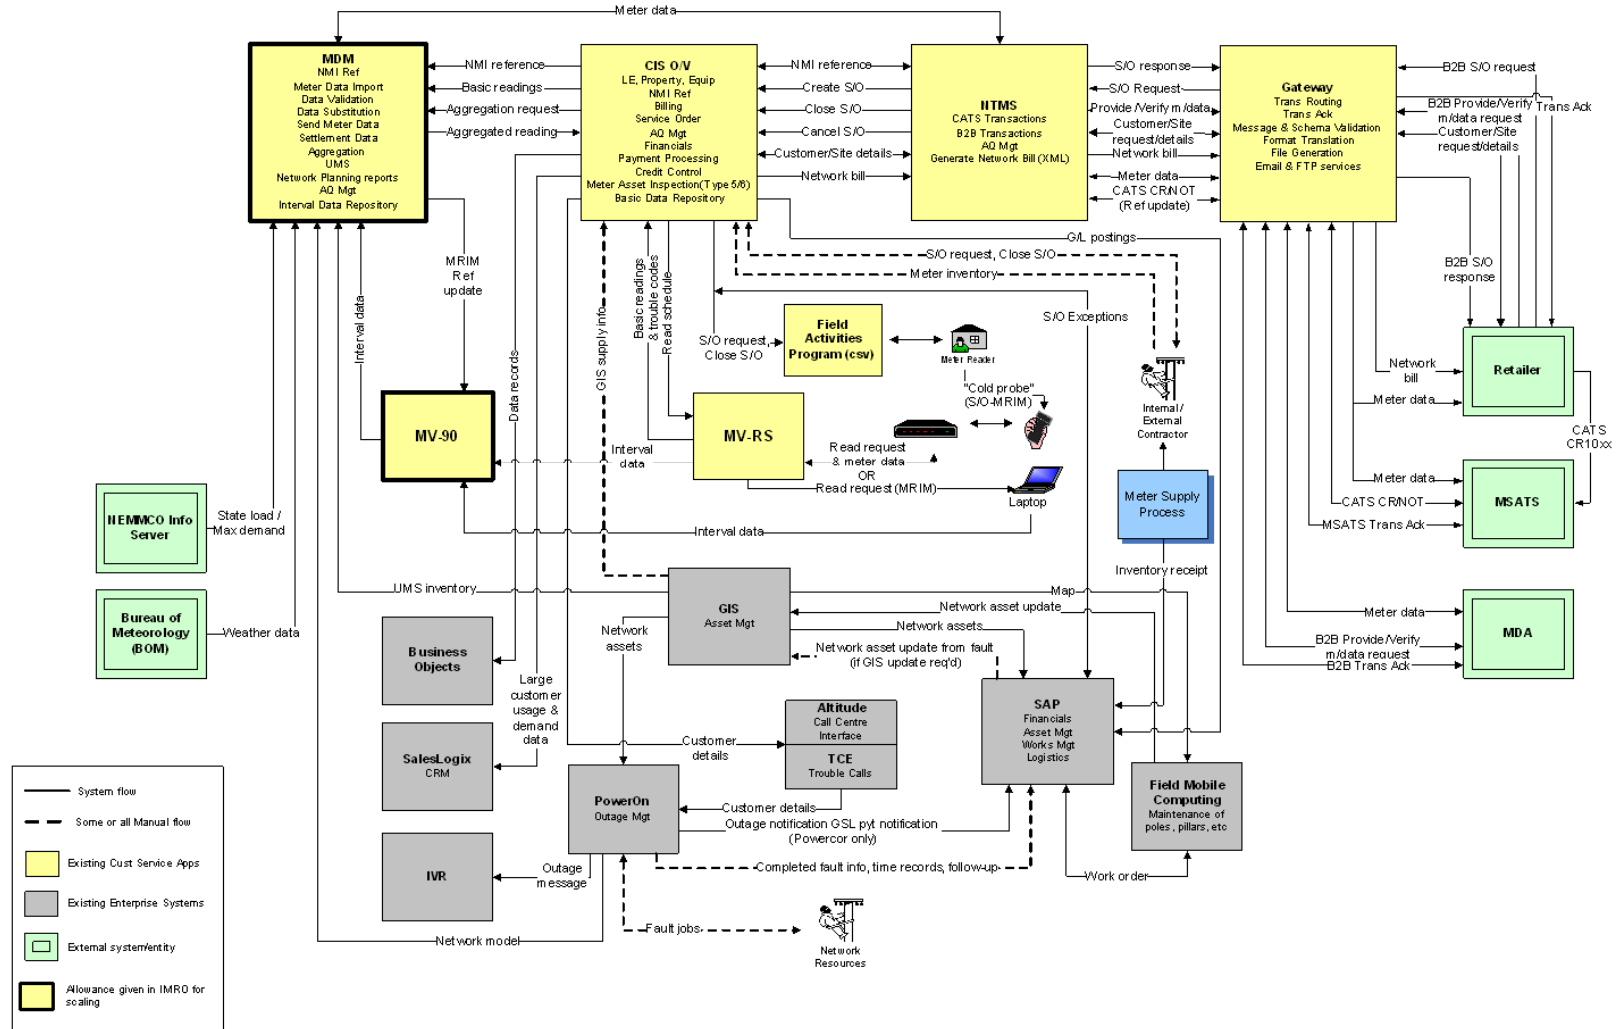 Meter data
MDM
NMI Ref
Meter Data Import
Data Validation
Data Substitution
Send Meter Data
Settlement Data
Aggregation
UMS
Network Planning reports
AQ Mgt
Interval Data Repository
NMI reference
Basic readings
Aggregation request
Aggregated reading
CIS O/V
LE, Property, Equip
NMI Ref
Billing
Service Order
AQ Mgt
Financials
Payment Processing
Credit Control
Meter Asset Inspection(Type 5/6)
Basic Data Repository
NMI reference
Create S/O
Close S/O
Cancel S/O
Customer/Site details
Network bill
NTMS
CATS Transactions
B2B Transactions
AQ Mgt
Generate Network Bill (XML)
S/O response
S/O Request
Provide/Verify m/data
Customer/Site
request/details
Network bill
Meter data
CATS CR/NOT
(Ref update)
Gateway
Trans Routing
Trans Ack
Message & Schema Validation
Format Translation
File Generation
Email & FTP services
B2B S/O request
B2B Provide/Verify
m/data request
Trans Ack
Customer/Site
request/details
G/L postings
S/O request, Close S/O
Meter inventory
B2B S/O
response
MRIM
Ref
update
Interval data
Data records
GIS supply info
Basic readings
& trouble codes
Read schedule
S/O request,
Close S/O
Field
Activities
Program (csv)
Meter Reader
S/O Exceptions
"Cold probe"
(S/O-MRIM)
Internal /
External
Contractor
Network
bill
Meter data
Retailer
CATS
CR10xx
MV-90
Interval
data
MV-RS
Read request
& meter data
OR
Read request (MRIM)
Laptop
Interval data
Meter Supply
Process
Inventory receipt
Meter data
CATS CR/NOT
MSATS Trans Ack
MSATS
NEMMCO Info
Server
State load /
Max demand
Bureau of
Meteorology
(BOM)
Weather data
UMS inventory
GIS
Asset Mgt
Map
Network asset update
Network assets
Network asset update from fault
(if GIS update req'd)
Network
assets
Meter data
B2B Provide/Verify
m/data request
B2B Trans Ack
MDA
Business
Objects
Large
customer
usage &
demand
data
SalesLogix
CRM
Customer
details
Altitude
Call Centre
Interface
TCE
Trouble Calls
SAP
Financials
Asset Mgt
Works Mgt
Logistics
Field Mobile
Computing
Maintenance of
poles, pillars, etc
PowerOn
Outage Mgt
Customer details
Outage notification GSL pyt notification
(Powercor only)
Completed fault info, time records, follow-up
Work order
IVR
Outage
message
Network model
Fault jobs
Network
Resources
System flow
Some or all Manual flow
Existing Cust Service Apps
Existing Enterprise Systems
External system/entity
Allowance given in IMRO for
scaling